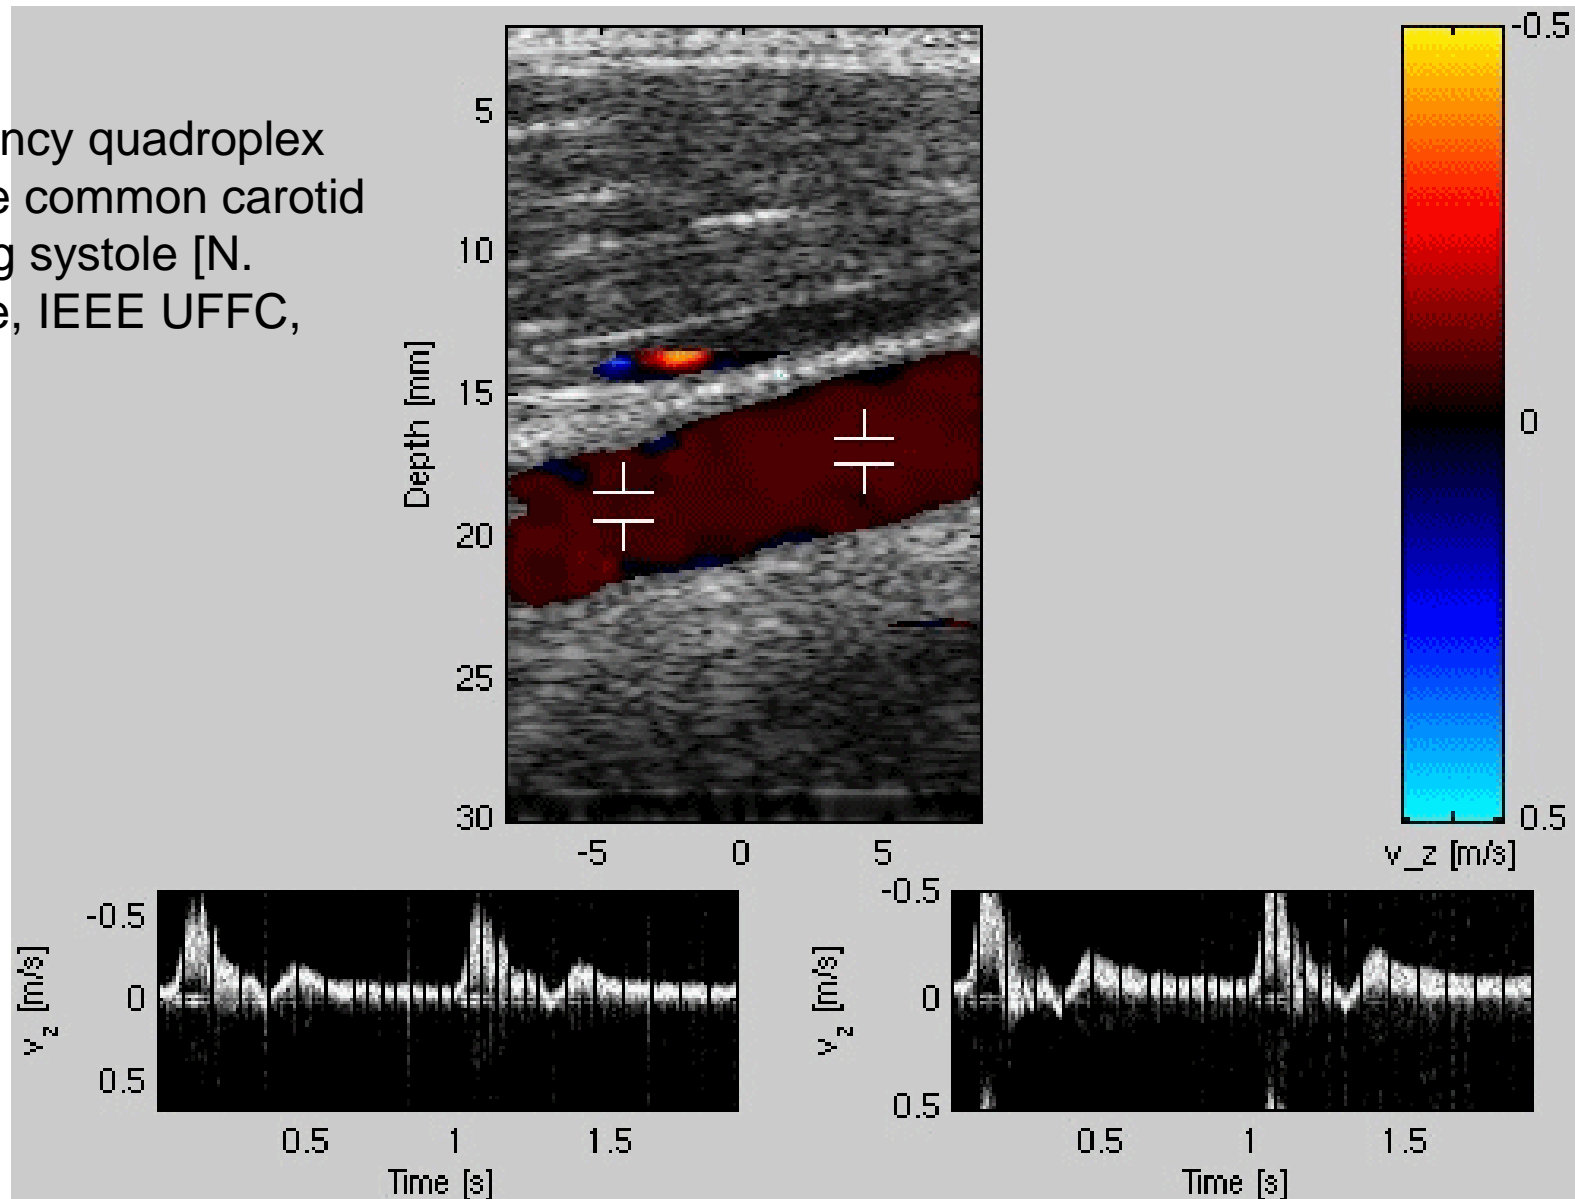 ncy quadroplex
e common carotid
g systole [N.
e, IEEE UFFC,
Depth [mm]
5
10
15
20
25
30
-5 0 5
-0.5
0
0.5
v_z [m/s]
v_z [m/s]
-0.5
0
0.5
0.5 1 1.5
Time [s]
v_z [m/s]
-0.5
0
0.5
0.5 1 1.5
Time [s]